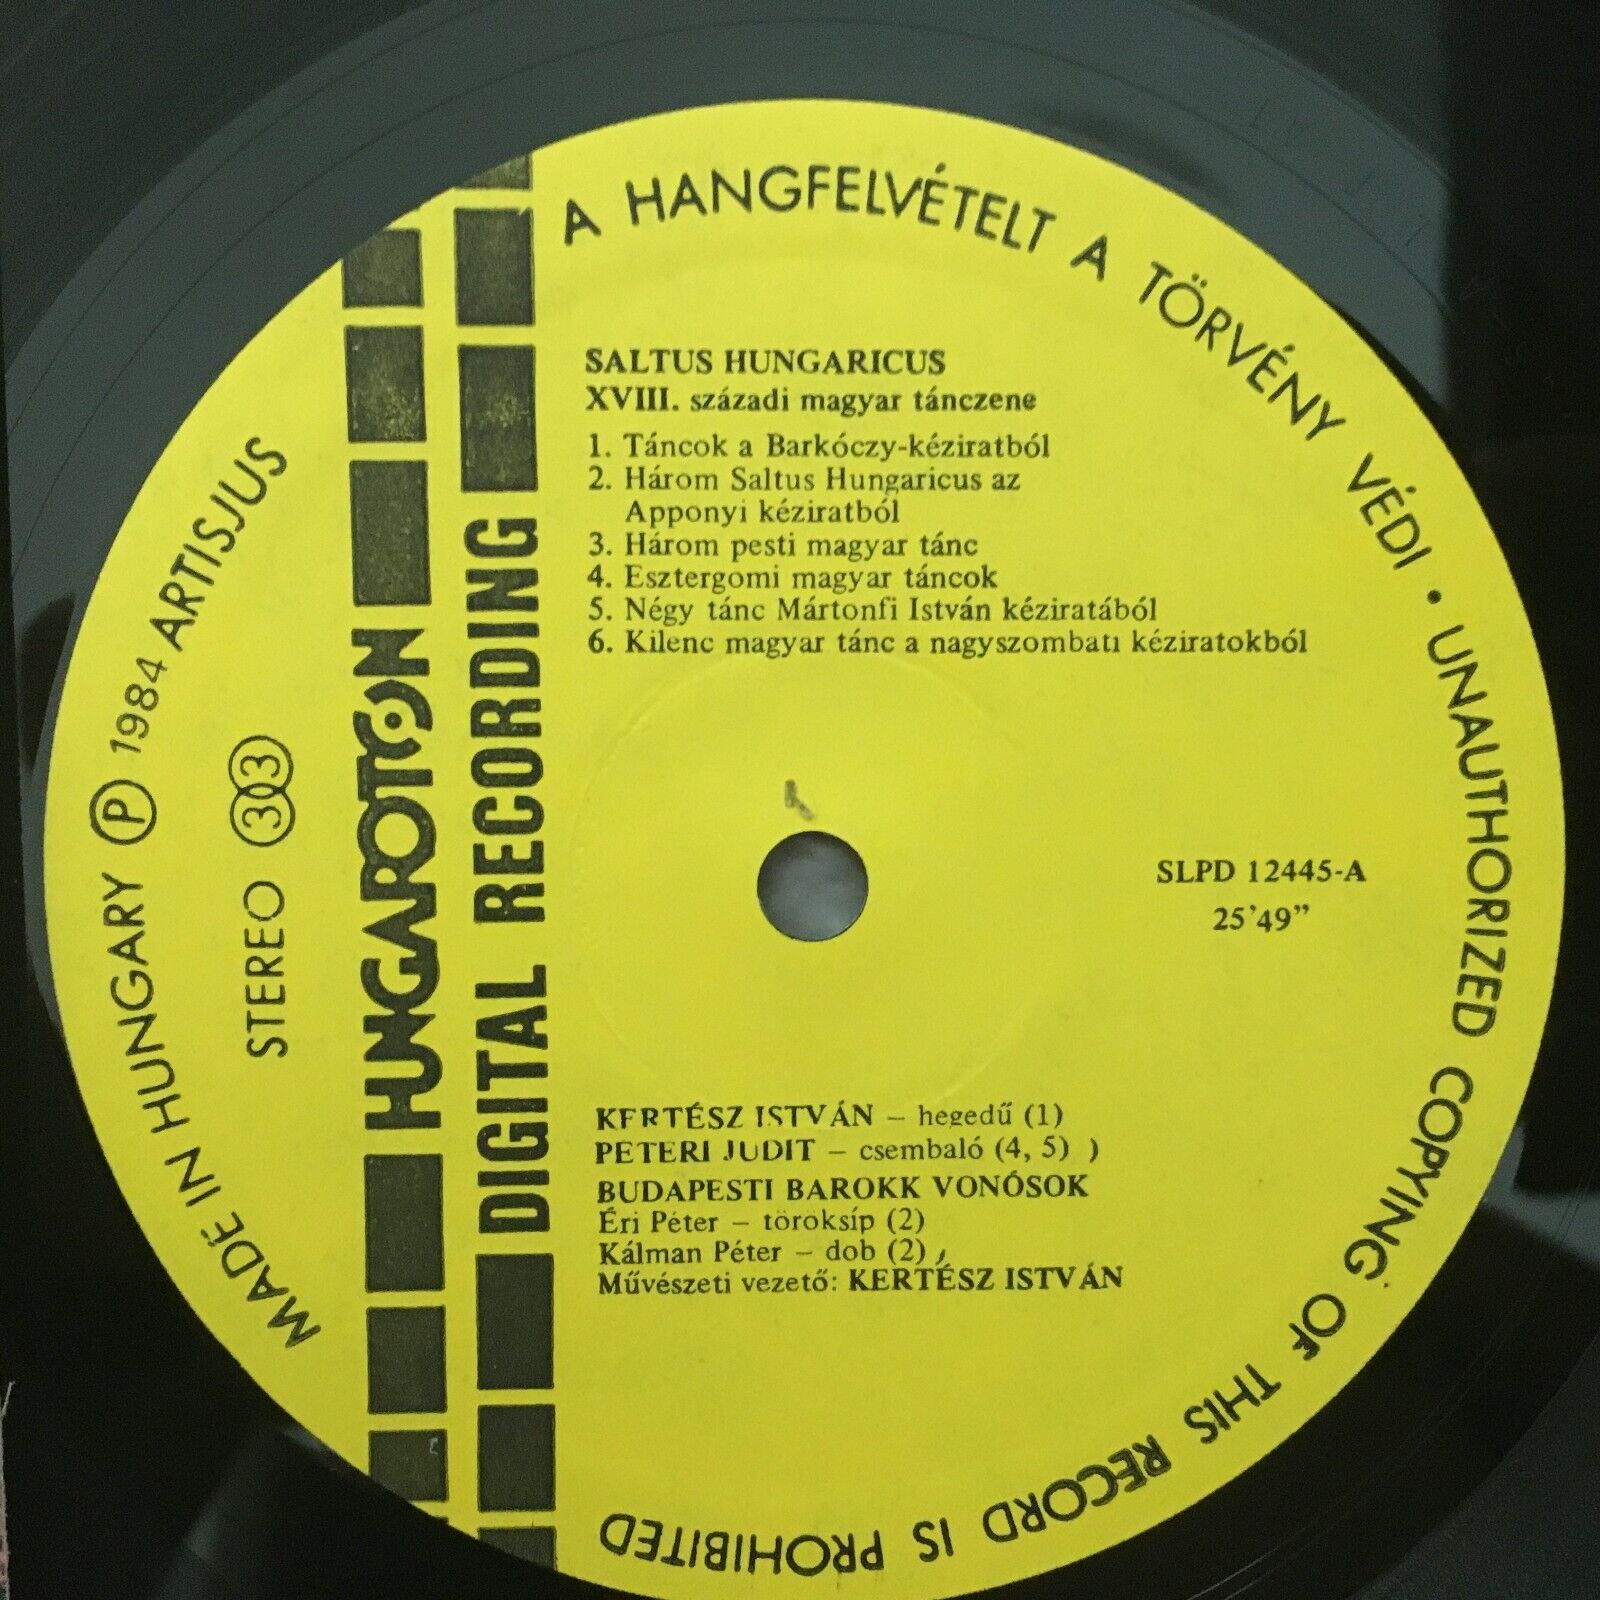 A HANGFELVÉTELT A TÖRVÉNY VÉDI • UNAUTHORIZED COPYING OF THIS RECORD IS PROHIBITED
MADE IN HUNGARY Ⓟ 1984 ARTISJUS
STEREO 33
HUNGAROTON
DIGITAL RECORDING
SALTUS HUNGARICUS
XVIII. századi magyar tánczene
1. Táncok a Barkóczy-kéziratból
2. Három Saltus Hungaricus az
Apponyi kéziratból
3. Három pesti magyar tánc
4. Esztergomi magyar táncok
5. Négy tánc Mártonfi István kéziratából
6. Kilenc magyar tánc a nagyszombati kéziratokból
SLPD 12445-A
25’49”
KERTÉSZ ISTVÁN – hegedű (1)
PÉTERI JUDIT – csembaló (4, 5) )
BUDAPESTI BAROKK VONÓSOK
Éri Péter – töröksíp (2)
Kálman Péter – dob (2)
Művészeti vezető: KERTÉSZ ISTVÁN